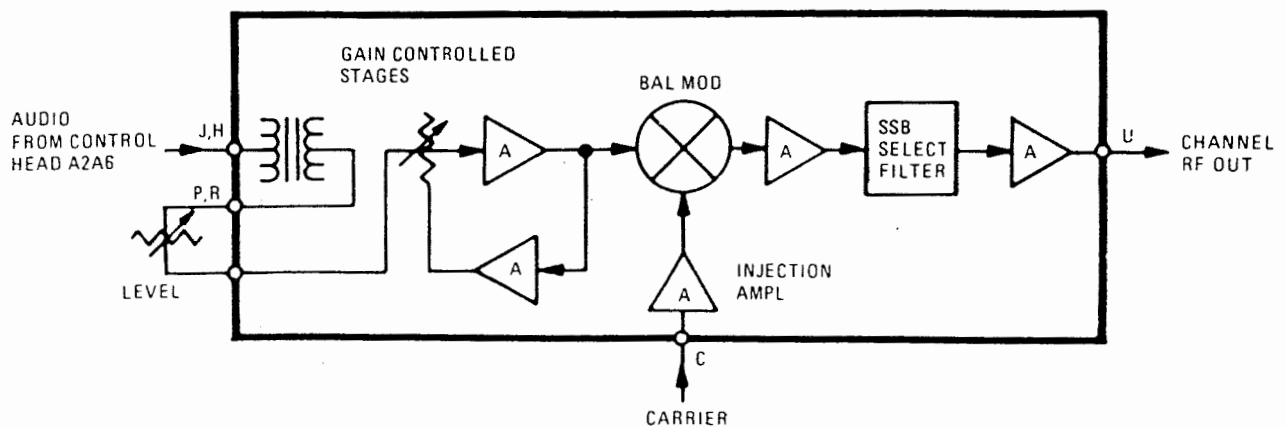 GAIN CONTROLLED
STAGES
BAL MOD
AUDIO
FROM CONTROL
HEAD A2A6
J,H
A
A
SSB
SELECT
FILTER
A
U
CHANNEL
RF OUT
P,R
LEVEL
A
A
INJECTION
AMPL
C
CARRIER